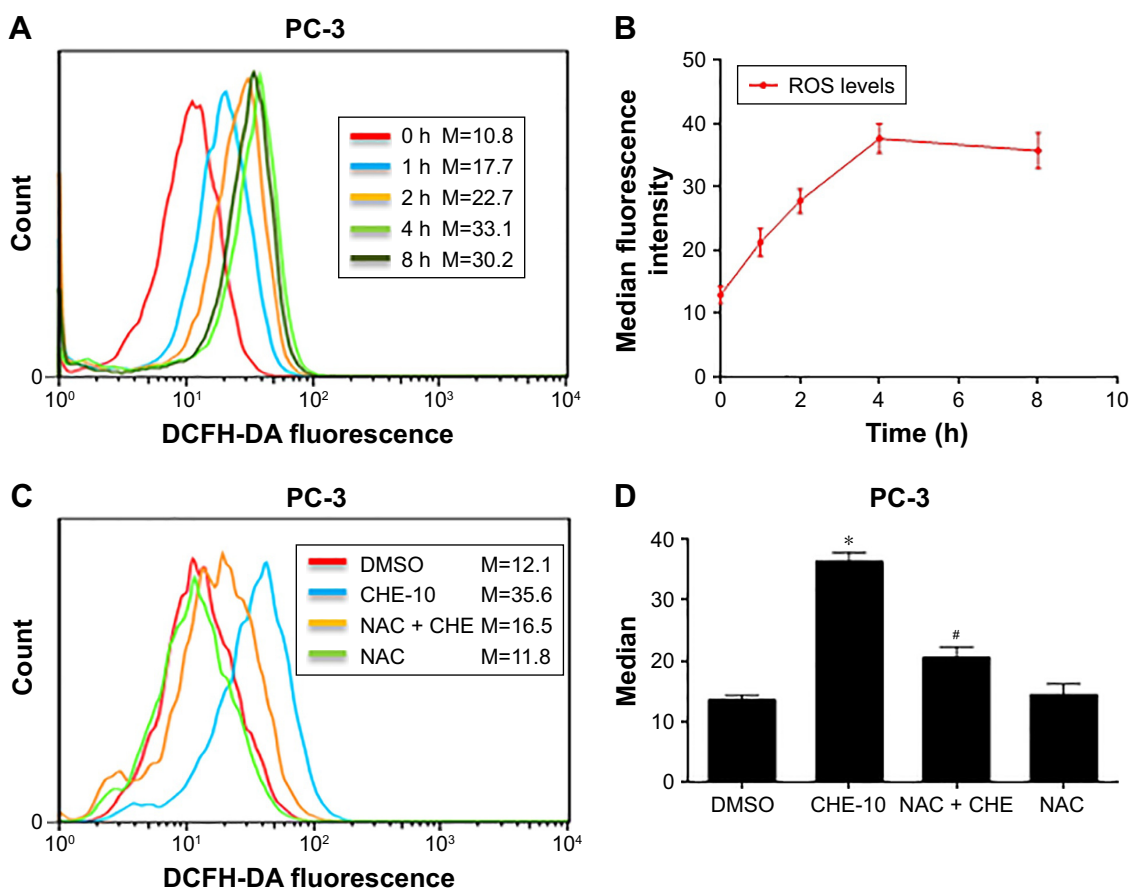 A
PC-3
Count
0
10⁰ 10¹ 10² 10³ 10⁴
DCFH-DA fluorescence
0 h M=10.8
1 h M=17.7
2 h M=22.7
4 h M=33.1
8 h M=30.2
B
Median fluorescence
intensity
50
40
30
20
10
0
0 2 4 6 8 10
Time (h)
ROS levels
C
PC-3
Count
0
10⁰ 10¹ 10² 10³ 10⁴
DCFH-DA fluorescence
DMSO M=12.1
CHE-10 M=35.6
NAC + CHE M=16.5
NAC M=11.8
D
PC-3
Median
40
30
20
10
0
*
#
DMSO CHE-10 NAC + CHE NAC